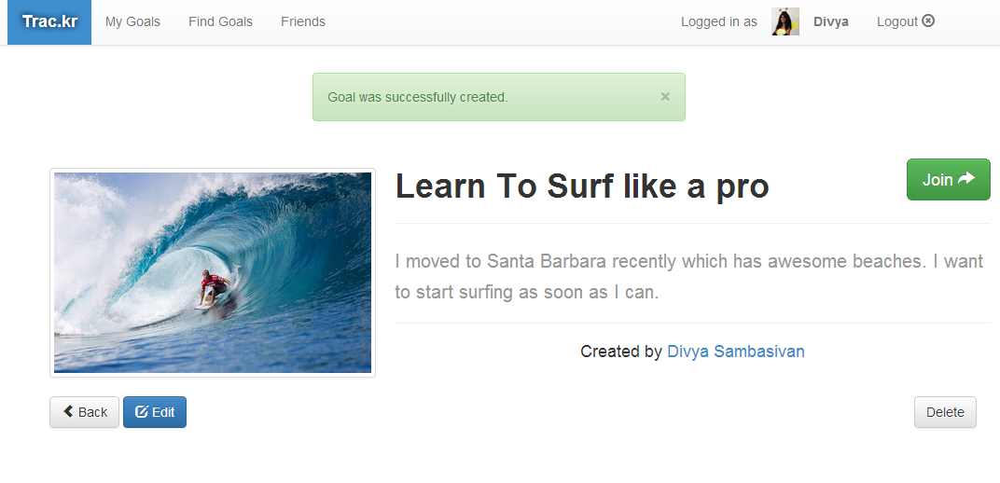 Trac.kr My Goals Find Goals Friends Logged in as Divya Logout
Goal was successfully created. ×
Learn To Surf like a pro Join
I moved to Santa Barbara recently which has awesome beaches. I want
to start surfing as soon as I can.
Created by Divya Sambasivan
Back Edit Delete